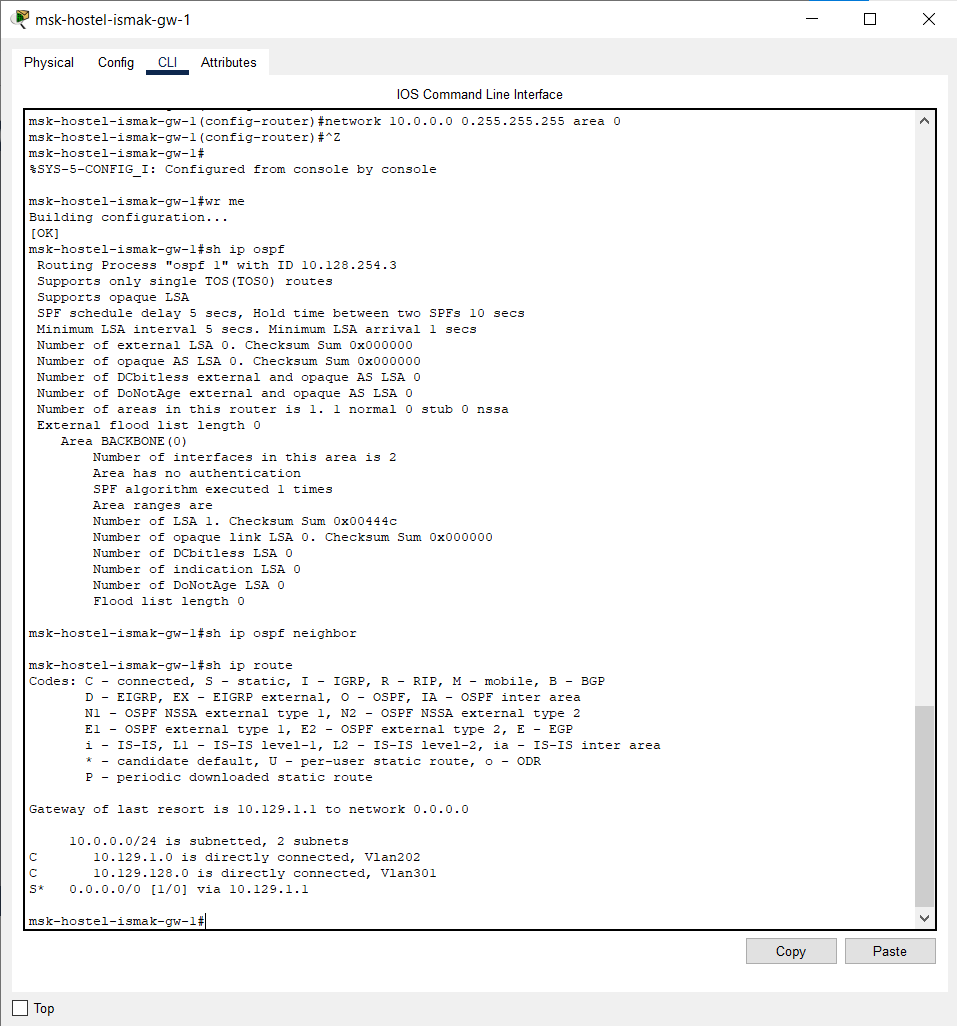 msk-hostel-ismak-gw-1
Physical Config CLI Attributes
IOS Command Line Interface
msk-hostel-ismak-gw-1(config-router)#network 10.0.0.0 0.255.255.255 area 0
msk-hostel-ismak-gw-1(config-router)#^Z
msk-hostel-ismak-gw-1#
%SYS-5-CONFIG_I: Configured from console by console
msk-hostel-ismak-gw-1#wr me
Building configuration...
[OK]
msk-hostel-ismak-gw-1#sh ip ospf
Routing Process "ospf 1" with ID 10.128.254.3
Supports only single TOS(TOS0) routes
Supports opaque LSA
SPF schedule delay 5 secs, Hold time between two SPFs 10 secs
Minimum LSA interval 5 secs. Minimum LSA arrival 1 secs
Number of external LSA 0. Checksum Sum 0x000000
Number of opaque AS LSA 0. Checksum Sum 0x000000
Number of DCbitless external and opaque AS LSA 0
Number of DoNotAge external and opaque AS LSA 0
Number of areas in this router is 1. 1 normal 0 stub 0 nssa
External flood list length 0
Area BACKBONE(0)
Number of interfaces in this area is 2
Area has no authentication
SPF algorithm executed 1 times
Area ranges are
Number of LSA 1. Checksum Sum 0x00444c
Number of opaque link LSA 0. Checksum Sum 0x000000
Number of DCbitless LSA 0
Number of indication LSA 0
Number of DoNotAge LSA 0
Flood list length 0
msk-hostel-ismak-gw-1#sh ip ospf neighbor
msk-hostel-ismak-gw-1#sh ip route
Codes: C - connected, S - static, I - IGRP, R - RIP, M - mobile, B - BGP
D - EIGRP, EX - EIGRP external, O - OSPF, IA - OSPF inter area
N1 - OSPF NSSA external type 1, N2 - OSPF NSSA external type 2
E1 - OSPF external type 1, E2 - OSPF external type 2, E - EGP
i - IS-IS, L1 - IS-IS level-1, L2 - IS-IS level-2, ia - IS-IS inter area
* - candidate default, U - per-user static route, o - ODR
P - periodic downloaded static route
Gateway of last resort is 10.129.1.1 to network 0.0.0.0
10.0.0.0/24 is subnetted, 2 subnets
C 10.129.1.0 is directly connected, Vlan202
C 10.129.128.0 is directly connected, Vlan301
S* 0.0.0.0/0 [1/0] via 10.129.1.1
msk-hostel-ismak-gw-1#
Copy Paste
Top